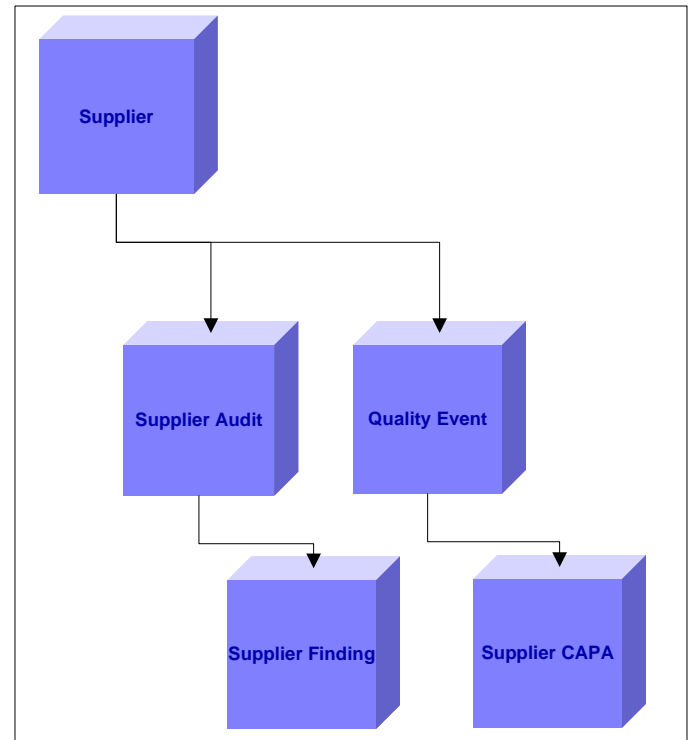 Supplier
Supplier Audit
Quality Event
Supplier Finding
Supplier CAPA